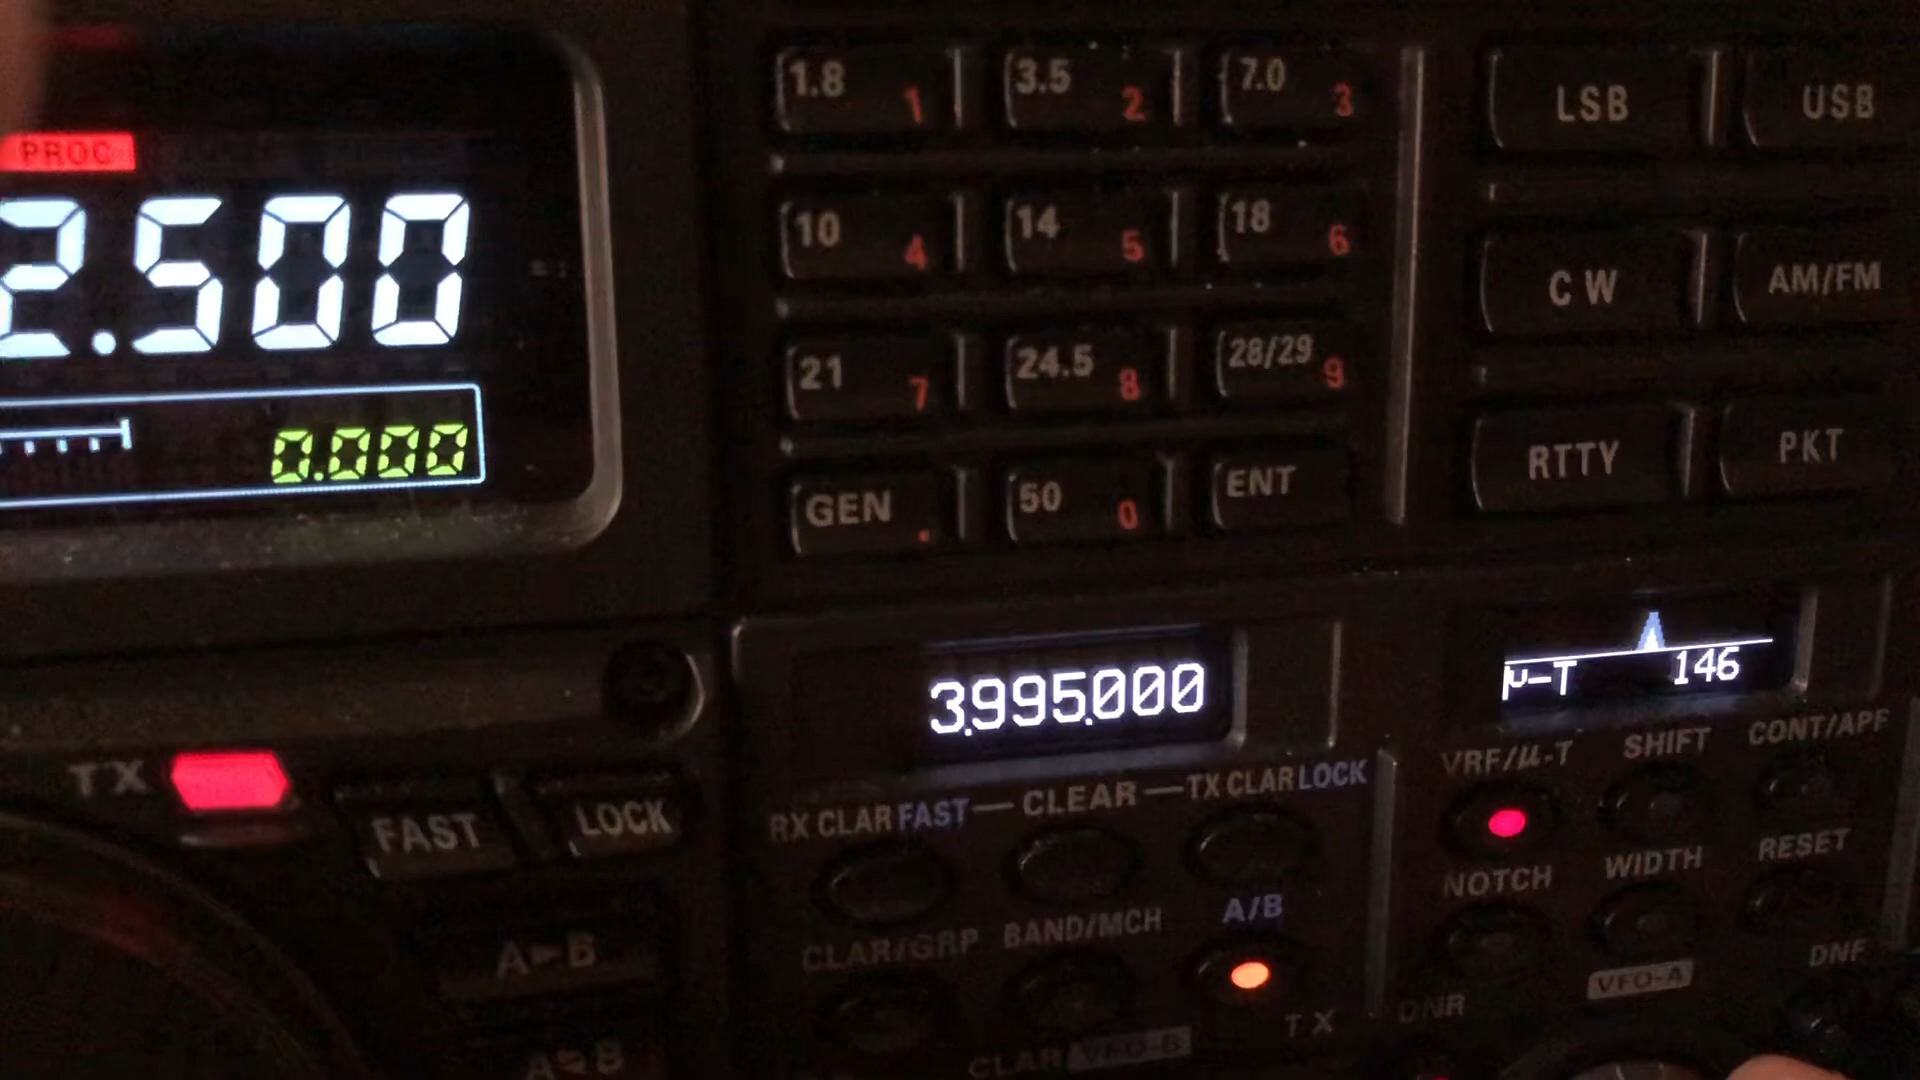 PROG
2.500
0.000
1.8 1
3.5 2
7.0 3
10 4
14 5
18 6
21 7
24.5 8
28/29 9
GEN .
50 0
ENT
LSB
USB
CW
AM/FM
RTTY
PKT
TX
FAST
LOCK
A►B
A◄B
3.995.000
RX CLAR FAST — CLEAR — TX CLAR LOCK
CLAR/GRP
BAND/MCH
A/B
TX
CLAR VFO-B
µ-T 146
VRF/µ-T
SHIFT
CONT/APF
NOTCH
WIDTH
RESET
DNR
VFO-A
DNF